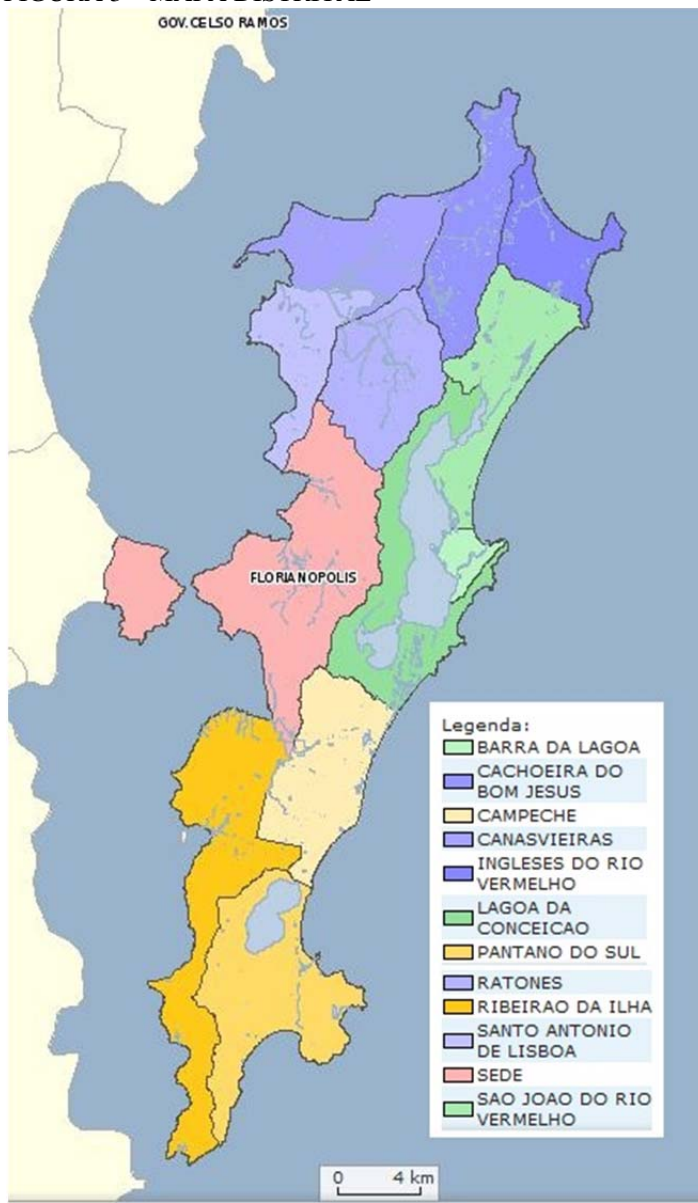 GOV.CELSO RAMOS
FLORIANOPOLIS
Legenda:
BARRA DA LAGOA
CACHOEIRA DO
BOM JESUS
CAMPECHE
CANASVIEIRAS
INGLESES DO RIO
VERMELHO
LAGOA DA
CONCEICAO
PANTANO DO SUL
RATONES
RIBEIRAO DA ILHA
SANTO ANTONIO
DE LISBOA
SEDE
SAO JOAO DO RIO
VERMELHO
0 4 km